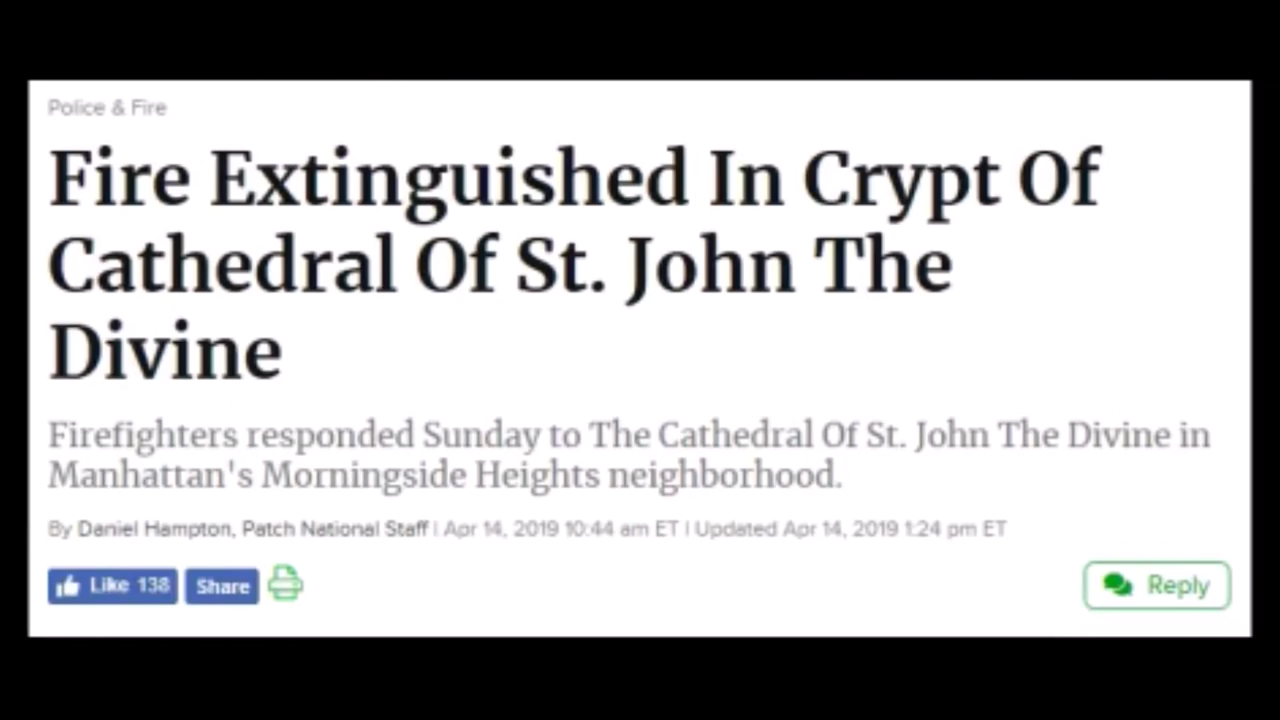 Police & Fire
Fire Extinguished In Crypt Of
Cathedral Of St. John The
Divine
Firefighters responded Sunday to The Cathedral Of St. John The Divine in
Manhattan's Morningside Heights neighborhood.
By Daniel Hampton, Patch National Staff | Apr 14, 2019 10:44 am ET | Updated Apr 14, 2019 1:24 pm ET
Like 138 Share Reply